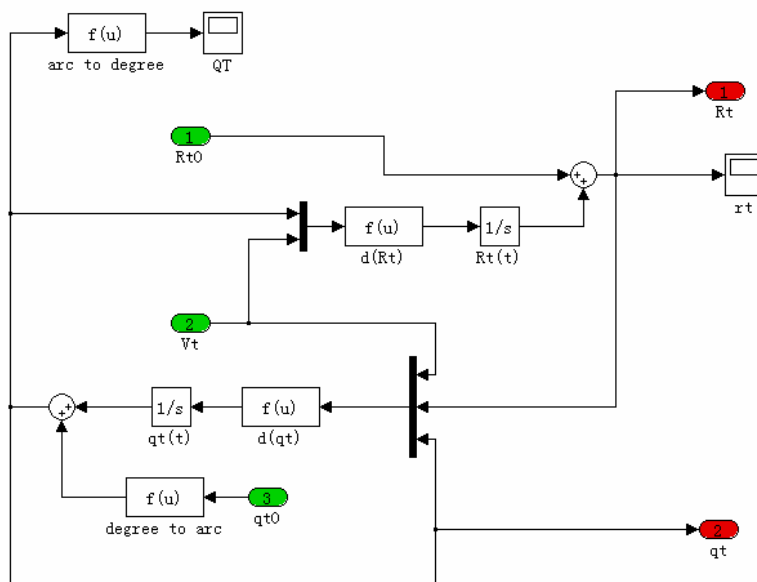 f(u)
arc to degree
QT
1
Rt
1
Rt0
+
+
rt
f(u)
d(Rt)
1/s
Rt(t)
2
Vt
+
+
1/s
qt(t)
f(u)
d(qt)
f(u)
degree to arc
3
qt0
2
qt